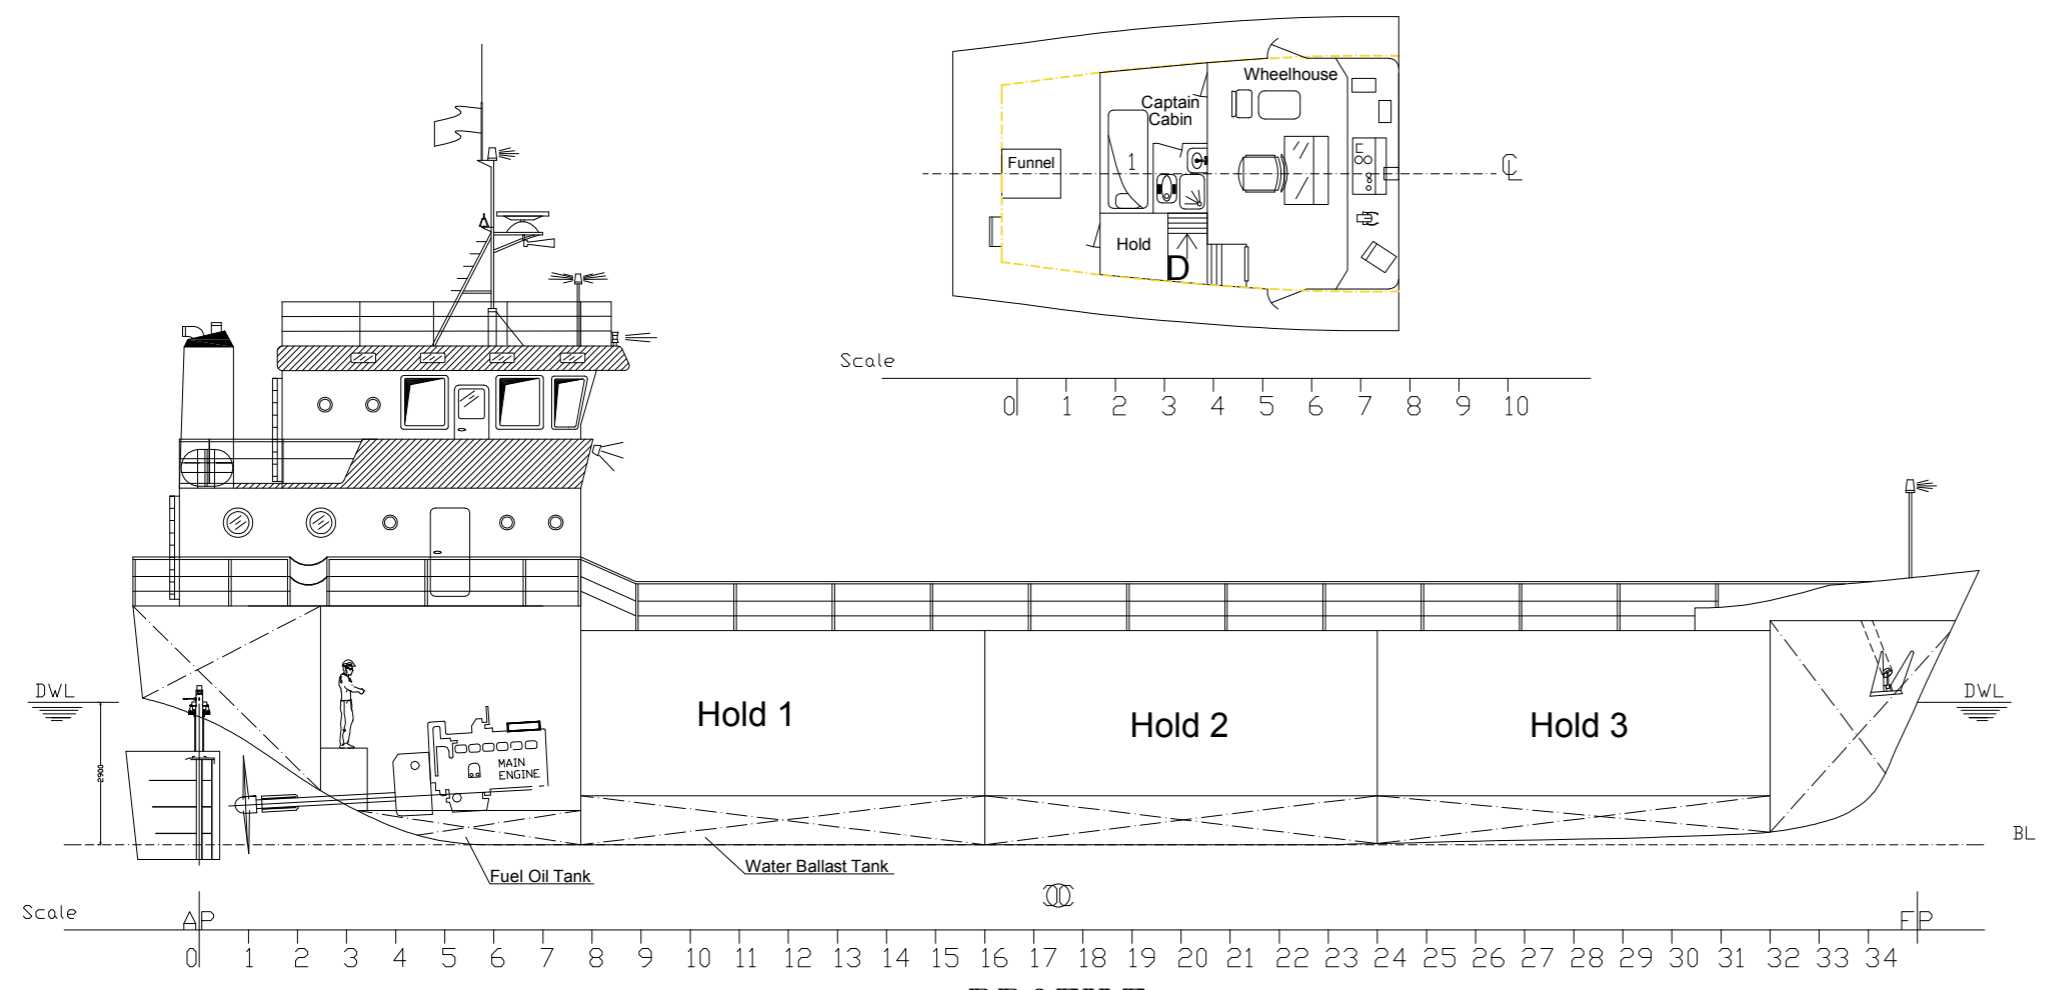 Wheelhouse
Captain
Cabin
Funnel
1
Hold
D
CL
Scale
0 1 2 3 4 5 6 7 8 9 10
DWL
DWL
2900
Hold 1
Hold 2
Hold 3
MAIN
ENGINE
BL
Water Ballast Tank
Fuel Oil Tank
Scale
AP
FP
0 1 2 3 4 5 6 7 8 9 10 11 12 13 14 15 16 17 18 19 20 21 22 23 24 25 26 27 28 29 30 31 32 33 34